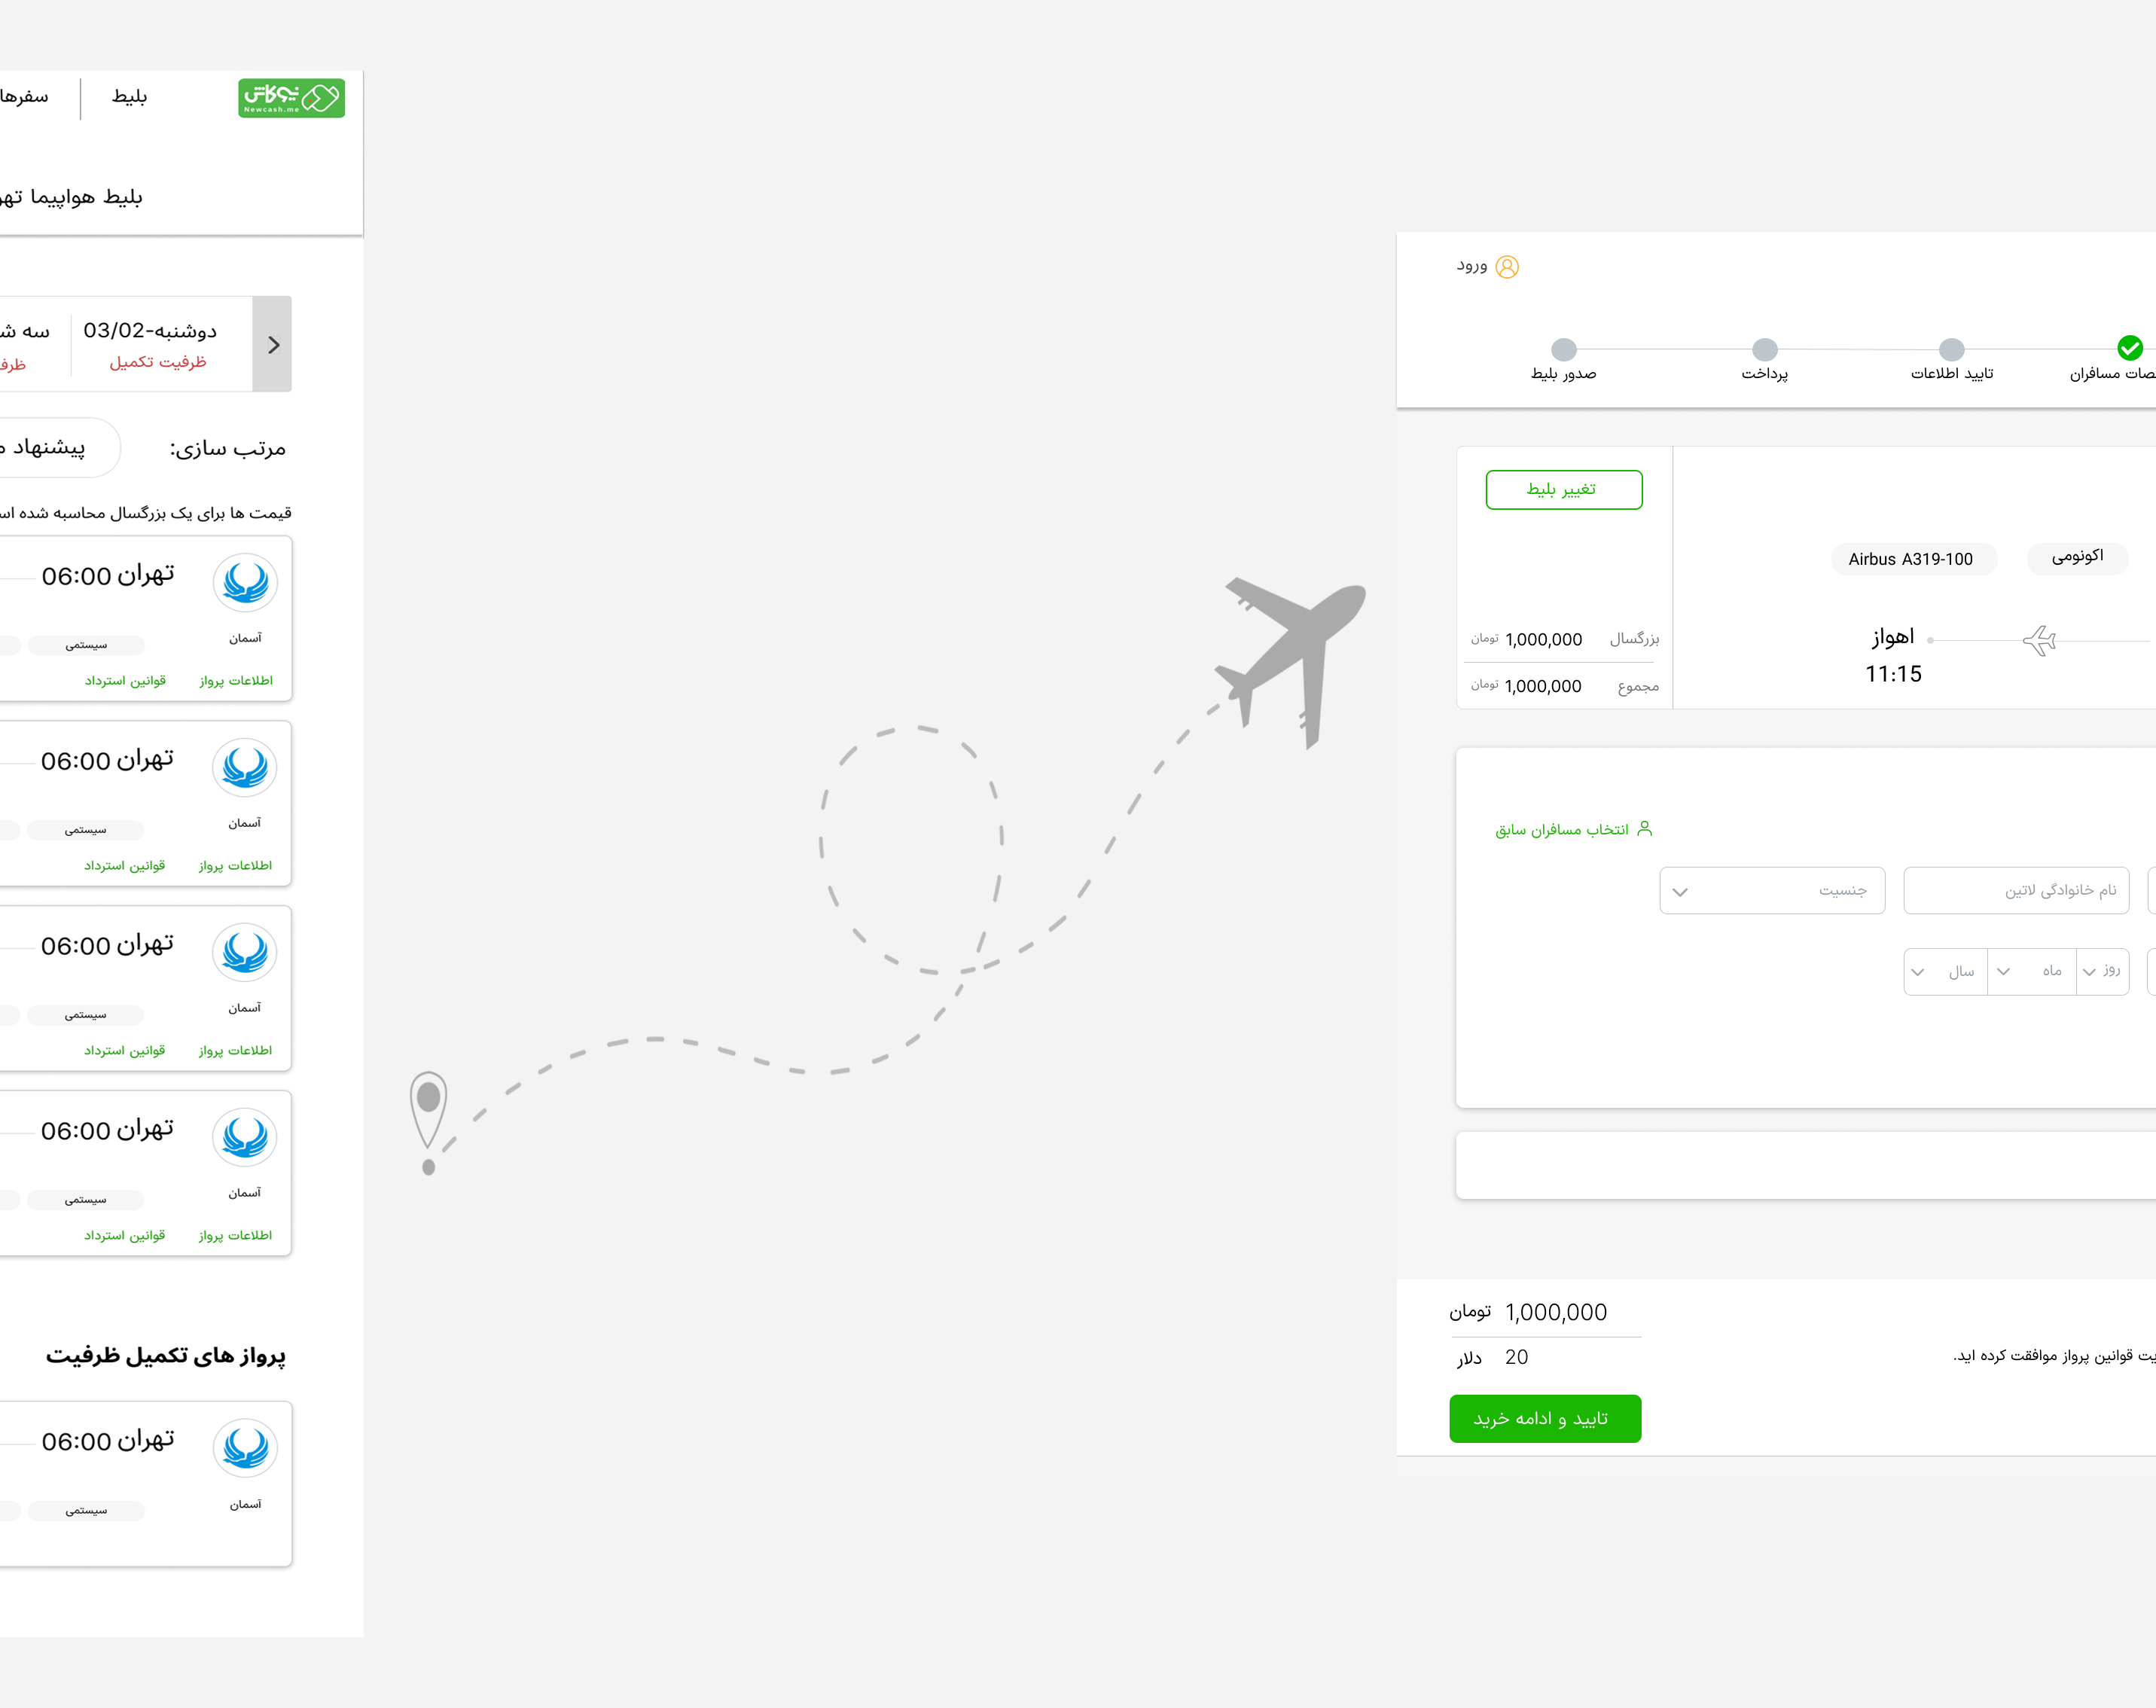 نیوکاش
Newcash.me
بلیط
سفرها
بلیط هواپیما
دوشنبه-03/02
سه
ظرفیت تکمیل
مرتب سازی:
پیشنهاد
قیمت ها برای یک بزرگسال محاسبه شده
تهران 06:00
آسمان
سیستمی
اطلاعات پرواز
قوانین استرداد
تهران 06:00
آسمان
سیستمی
اطلاعات پرواز
قوانین استرداد
تهران 06:00
آسمان
سیستمی
اطلاعات پرواز
قوانین استرداد
تهران 06:00
آسمان
سیستمی
اطلاعات پرواز
قوانین استرداد
پرواز های تکمیل ظرفیت
تهران 06:00
آسمان
سیستمی
ورود
مسافران
تایید اطلاعات
پرداخت
صدور بلیط
تغییر بلیط
اکونومی
Airbus A319-100
اهواز
11:15
بزرگسال 1,000,000 تومان
مجموع 1,000,000 تومان
انتخاب مسافران سابق
نام خانوادگی لاتین
جنسیت
روز
ماه
سال
1,000,000 تومان
20 دلار
قوانین پرواز موافقت کرده اید.
تایید و ادامه خرید